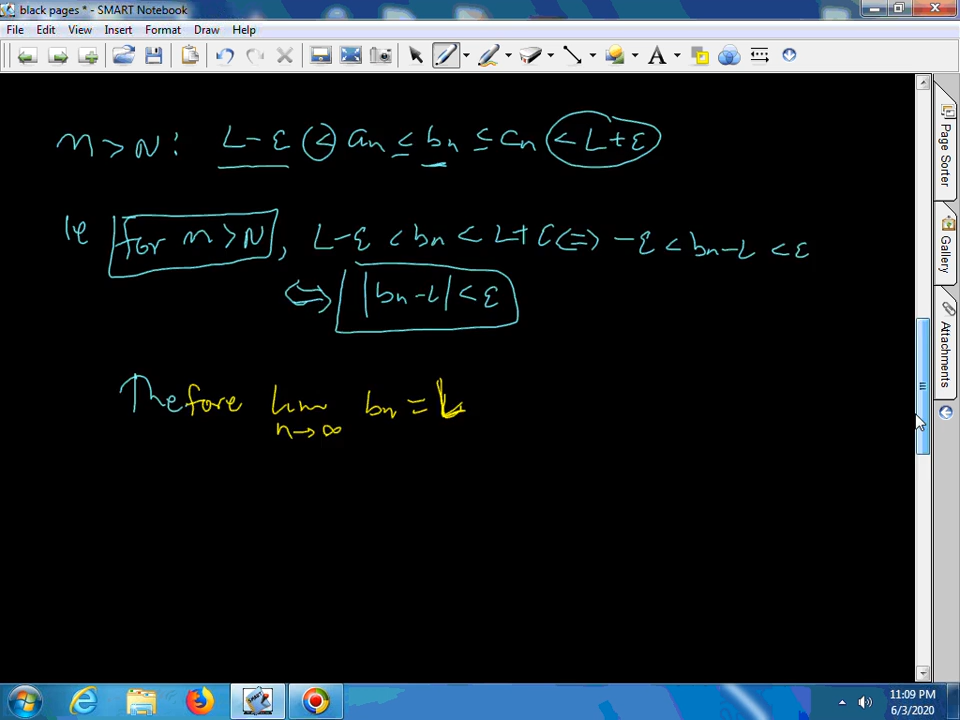 black pages * - SMART Notebook
File Edit View Insert Format Draw Help
n > N : L - ε < an ≤ bn ≤ cn < L + ε
ie for n > N, L - ε < bn < L + ε <=> - ε < bn - L < ε
<=> |bn - L| < ε
Therefore lim bn = L
n→∞
Page Sorter
Gallery
Attachments
11:09 PM
6/3/2020